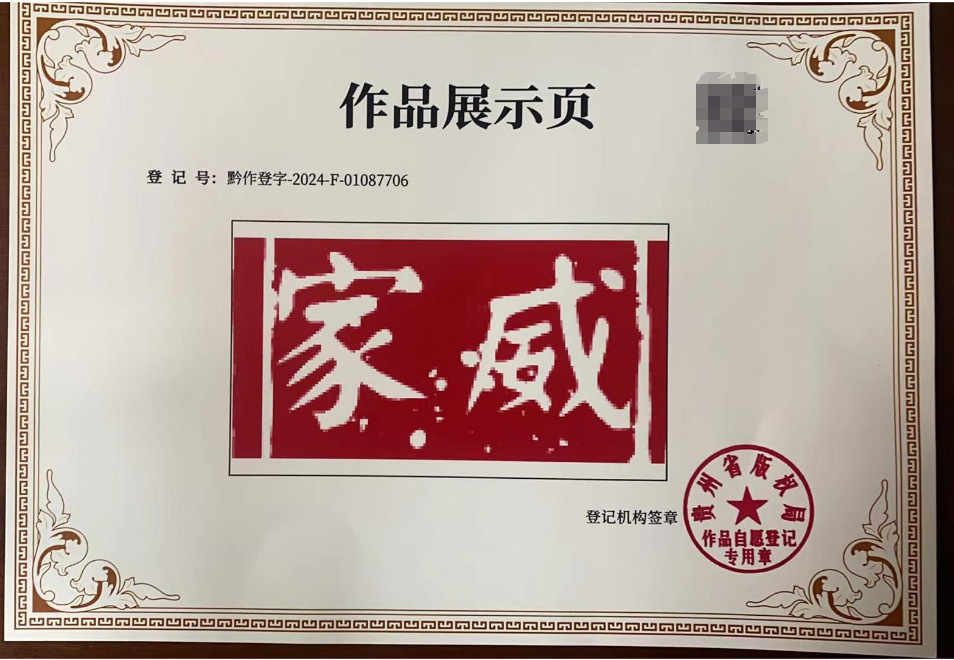 作品展示页
登 记 号：黔作登字-2024-F-01087706
家威
登记机构签章
贵州省版权局
作品自愿登记
专用章